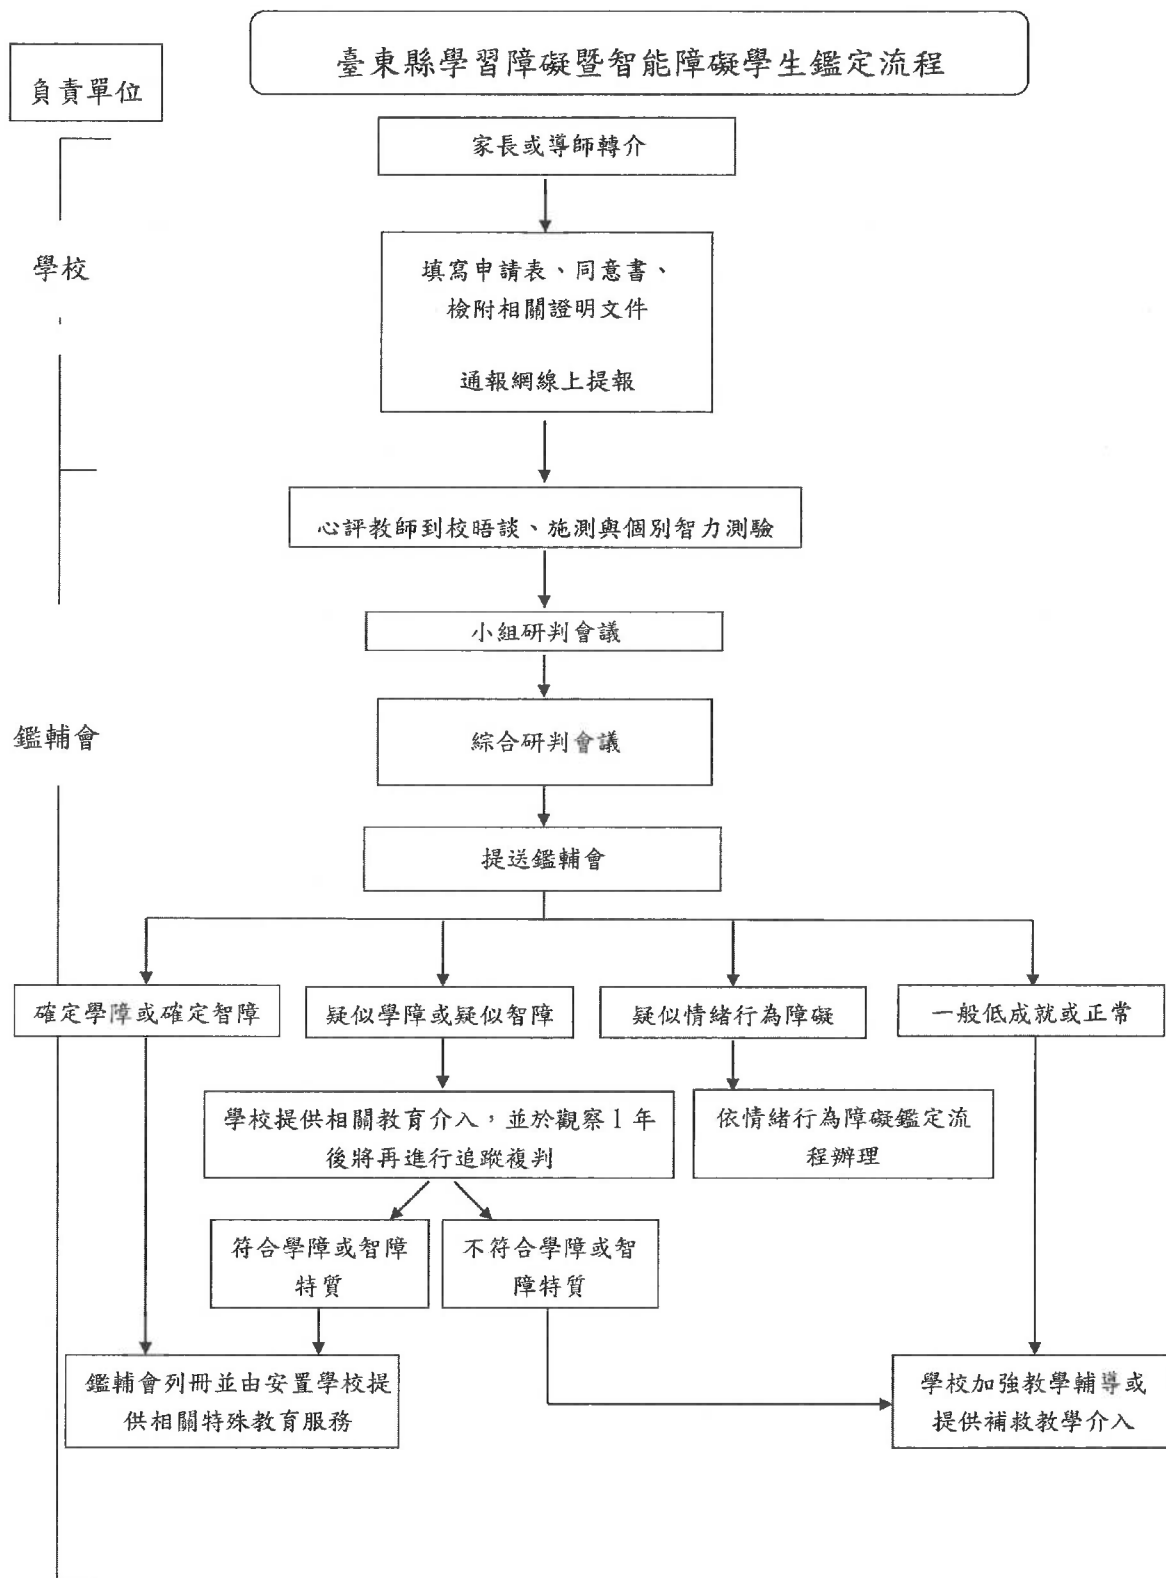 臺東縣學習障礙暨智能障礙學生鑑定流程
負責單位
家長或導師轉介
學校
填寫申請表、同意書、
檢附相關證明文件
通報網線上提報
心評教師到校晤談、施測與個別智力測驗
小組研判會議
鑑輔會
綜合研判會議
提送鑑輔會
確定學障或確定智障
疑似學障或疑似智障
疑似情緒行為障礙
一般低成就或正常
學校提供相關教育介入，並於觀察1年
後將再進行追蹤複判
依情緒行為障礙鑑定流
程辦理
符合學障或智障
特質
不符合學障或智
障特質
鑑輔會列冊並由安置學校提
供相關特殊教育服務
學校加強教學輔導或
提供補救教學介入